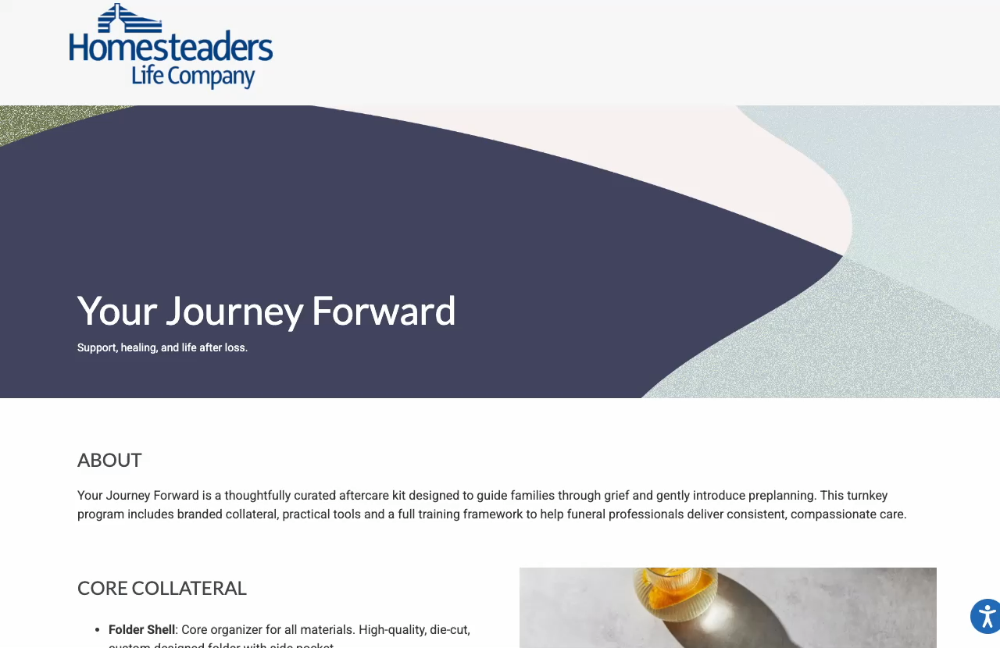 Homesteaders
Life Company
Your Journey Forward
Support, healing, and life after loss.
ABOUT
Your Journey Forward is a thoughtfully curated aftercare kit designed to guide families through grief and gently introduce preplanning. This turnkey
program includes branded collateral, practical tools and a full training framework to help funeral professionals deliver consistent, compassionate care.
CORE COLLATERAL
• Folder Shell: Core organizer for all materials. High-quality, die-cut,
custom designed folder with side pocket.